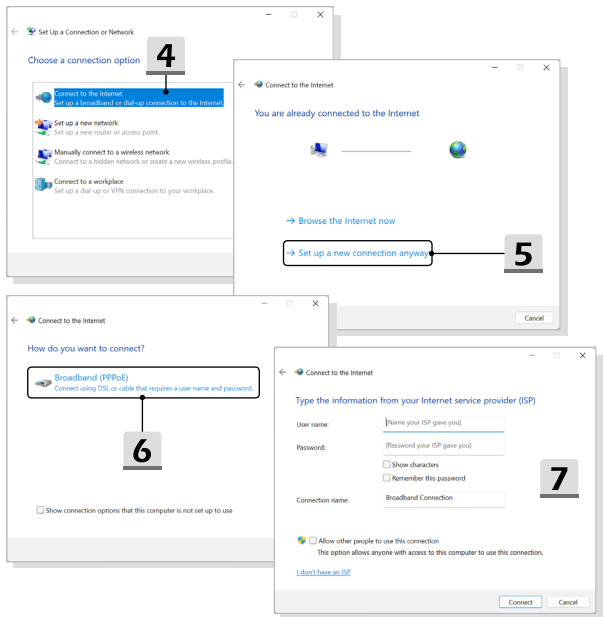 Set Up a Connection or Network
Choose a connection option
4
Connect to the Internet
Set up a broadband or dial-up connection to the Internet.
Set up a new network
Set up a new router or access point.
Manually connect to a wireless network
Connect to a hidden network or create a new wireless profile.
Connect to a workplace
Set up a dial-up or VPN connection to your workplace.
Connect to the Internet
You are already connected to the Internet
Browse the Internet now
Set up a new connection anyway
5
Cancel
Connect to the Internet
How do you want to connect?
Broadband (PPPoE)
Connect using DSL or cable that requires a user name and password.
6
Show connection options that this computer is not set up to use
Connect to the Internet
Type the information from your Internet service provider (ISP)
User name: [Name your ISP gave you]
Password: [Password your ISP gave you]
Show characters
Remember this password
7
Connection name: Broadband Connection
Allow other people to use this connection
This option allows anyone with access to this computer to use this connection.
I don't have an ISP
Connect Cancel